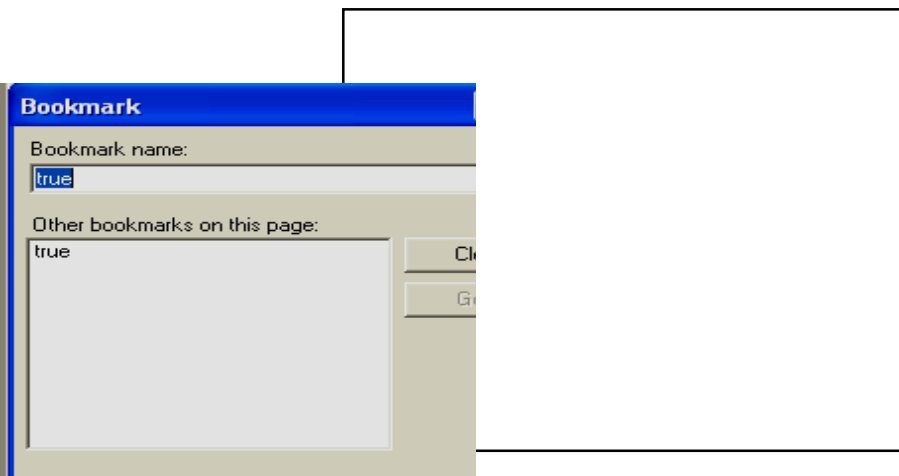 Bookmark
Bookmark name:
true
Other bookmarks on this page:
true